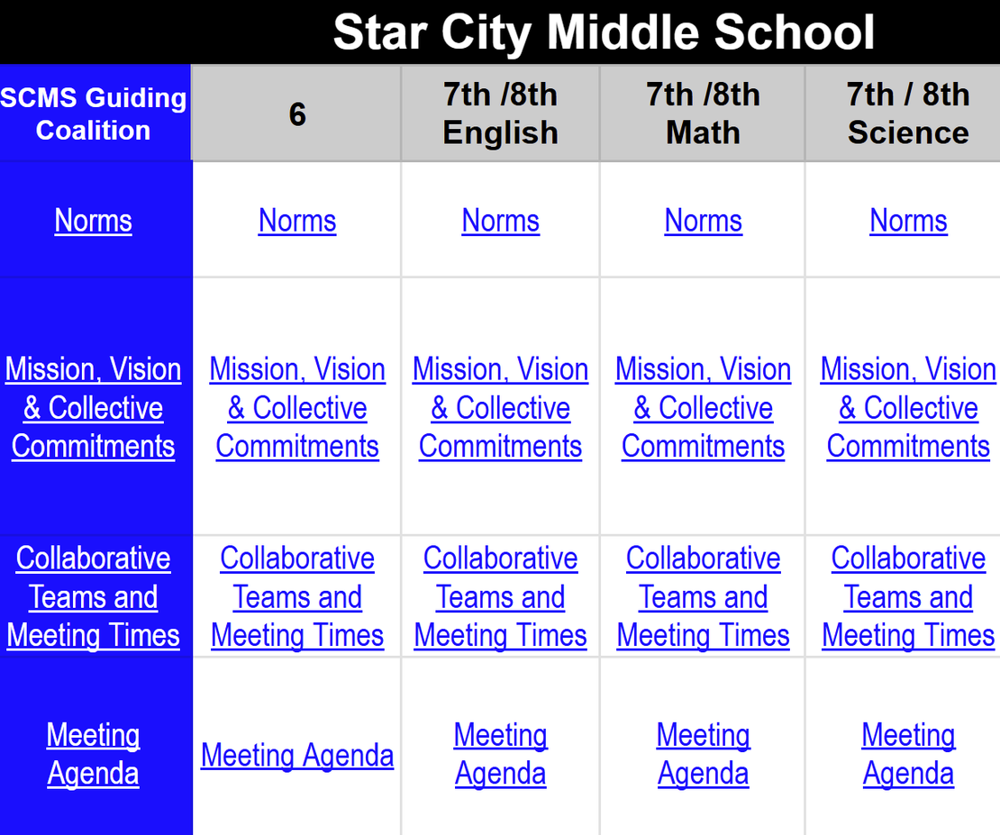 Star City Middle School
SCMS Guiding
Coalition
6
7th /8th
English
7th /8th
Math
7th / 8th
Science
Norms
Norms
Norms
Norms
Norms
Mission, Vision
& Collective
Commitments
Mission, Vision
& Collective
Commitments
Mission, Vision
& Collective
Commitments
Mission, Vision
& Collective
Commitments
Mission, Vision
& Collective
Commitments
Collaborative
Teams and
Meeting Times
Collaborative
Teams and
Meeting Times
Collaborative
Teams and
Meeting Times
Collaborative
Teams and
Meeting Times
Collaborative
Teams and
Meeting Times
Meeting
Agenda
Meeting Agenda
Meeting
Agenda
Meeting
Agenda
Meeting
Agenda